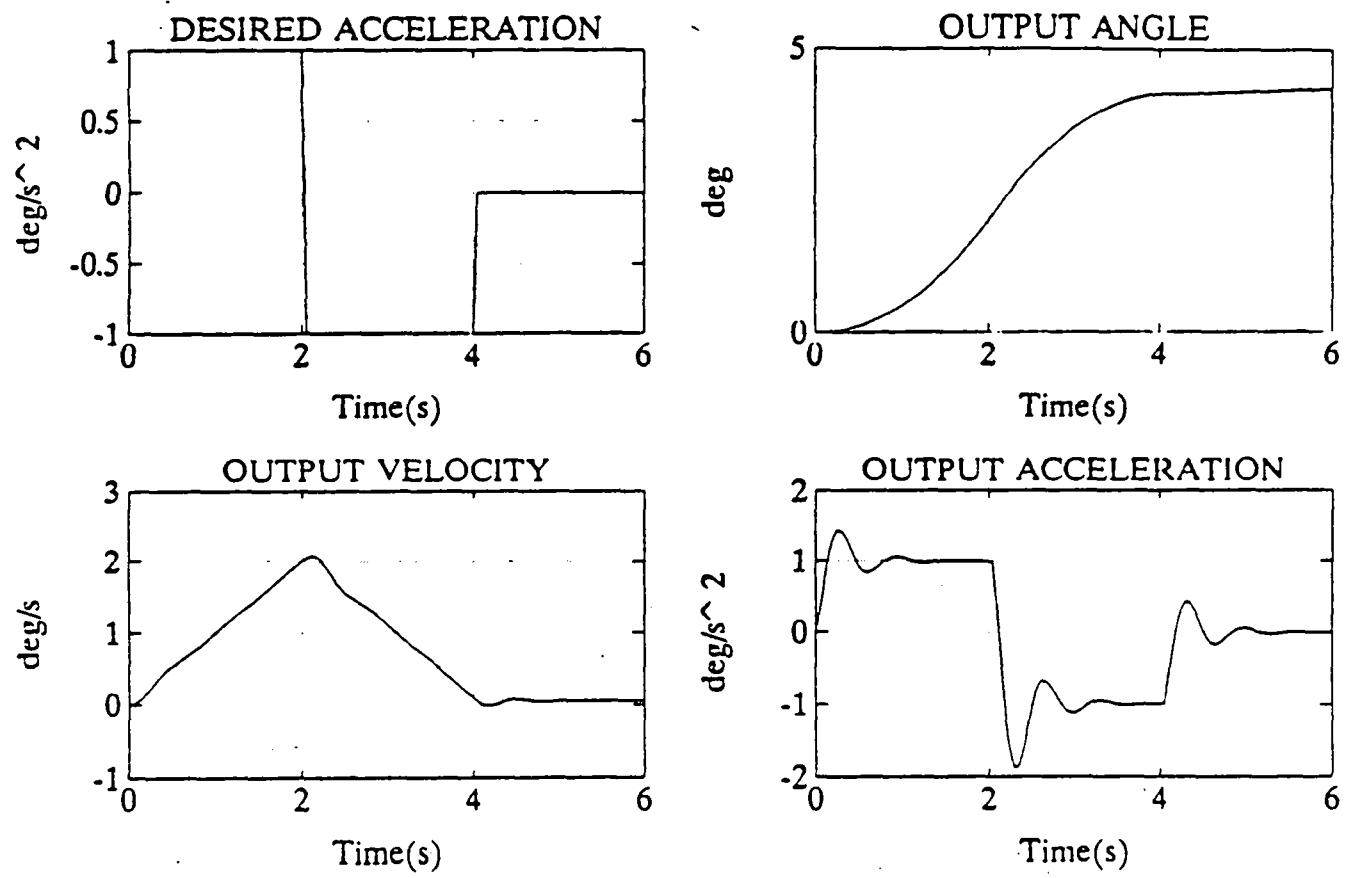 DESIRED ACCELERATION
1
0.5
0
-0.5
-1
deg/s^ 2
0 2 4 6
Time(s)
OUTPUT ANGLE
5
0
deg
0 2 4 6
Time(s)
OUTPUT VELOCITY
3
2
1
0
-1
deg/s
0 2 4 6
Time(s)
OUTPUT ACCELERATION
2
1
0
-1
-2
deg/s^ 2
0 2 4 6
Time(s)